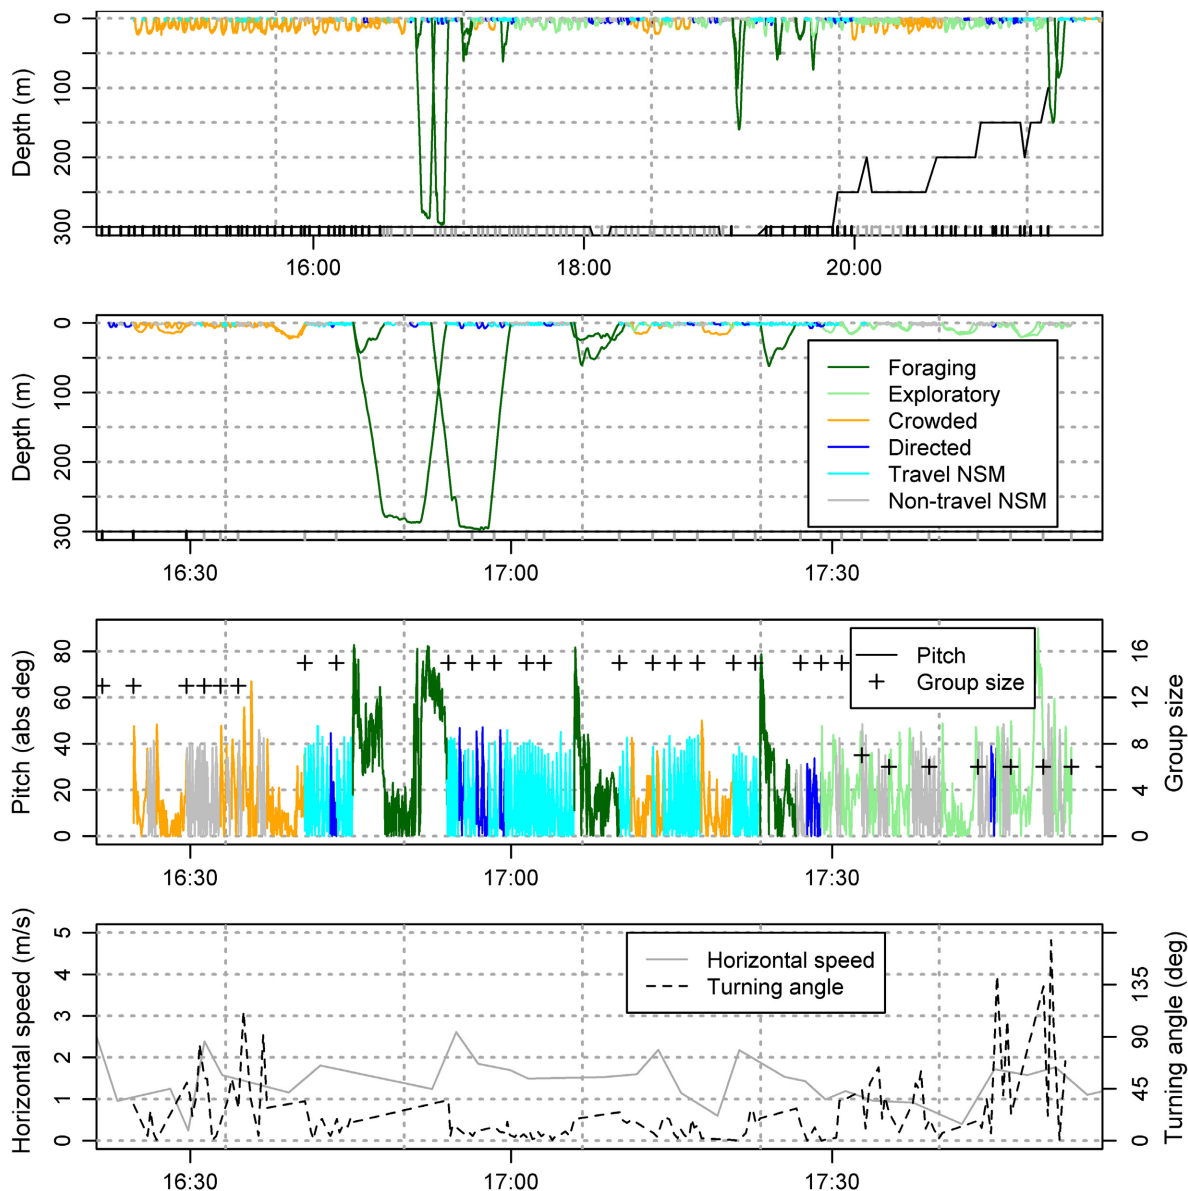 0
100
200
300
Depth (m)
16:00
18:00
20:00
0
100
200
300
Depth (m)
Foraging
Exploratory
Crowded
Directed
Travel NSM
Non-travel NSM
16:30
17:00
17:30
80
60
40
20
0
Pitch (abs deg)
Pitch
Group size
16
12
8
4
0
Group size
16:30
17:00
17:30
5
4
3
2
1
0
Horizontal speed (m/s)
Horizontal speed
Turning angle
135
90
45
0
Turning angle (deg)
16:30
17:00
17:30